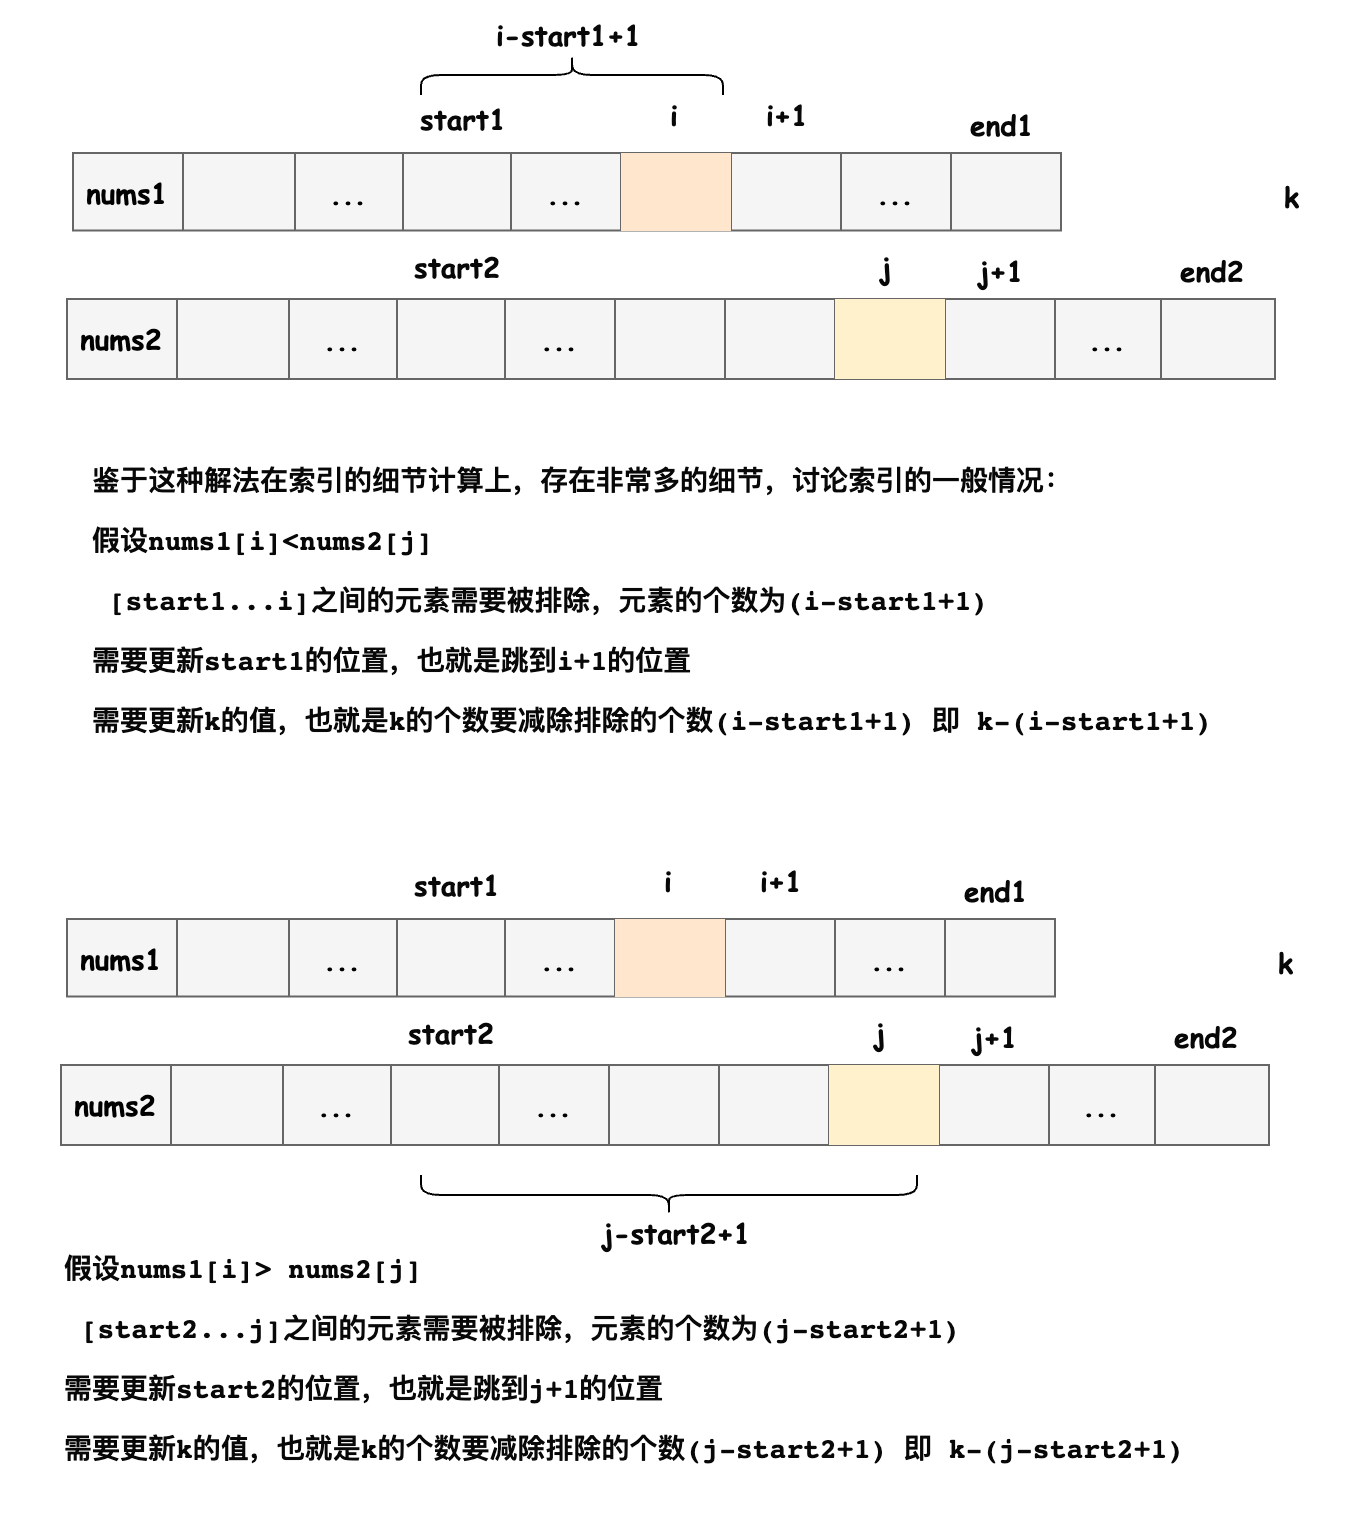 i-start1+1
start1 i i+1 end1
nums1 ... ... ... k
start2 j j+1 end2
nums2 ... ... ...
鉴于这种解法在索引的细节计算上，存在非常多的细节，讨论索引的一般情况：
假设nums1[i]<nums2[j]
[start1...i]之间的元素需要被排除，元素的个数为(i-start1+1)
需要更新start1的位置，也就是跳到i+1的位置
需要更新k的值，也就是k的个数要减除排除的个数(i-start1+1) 即 k-(i-start1+1)
start1 i i+1 end1
nums1 ... ... ... k
start2 j j+1 end2
nums2 ... ... ...
j-start2+1
假设nums1[i]> nums2[j]
[start2...j]之间的元素需要被排除，元素的个数为(j-start2+1)
需要更新start2的位置，也就是跳到j+1的位置
需要更新k的值，也就是k的个数要减除排除的个数(j-start2+1) 即 k-(j-start2+1)